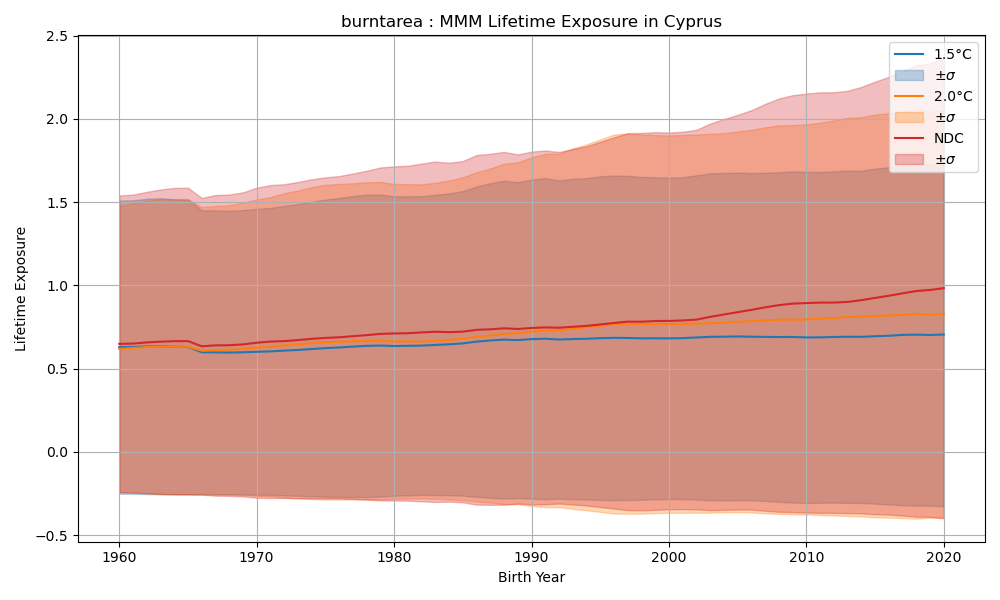 burntarea : MMM Lifetime Exposure in Cyprus
Lifetime Exposure
2.5
2.0
1.5
1.0
0.5
0.0
−0.5
1960 1970 1980 1990 2000 2010 2020
Birth Year
1.5°C
±σ
2.0°C
±σ
NDC
±σ